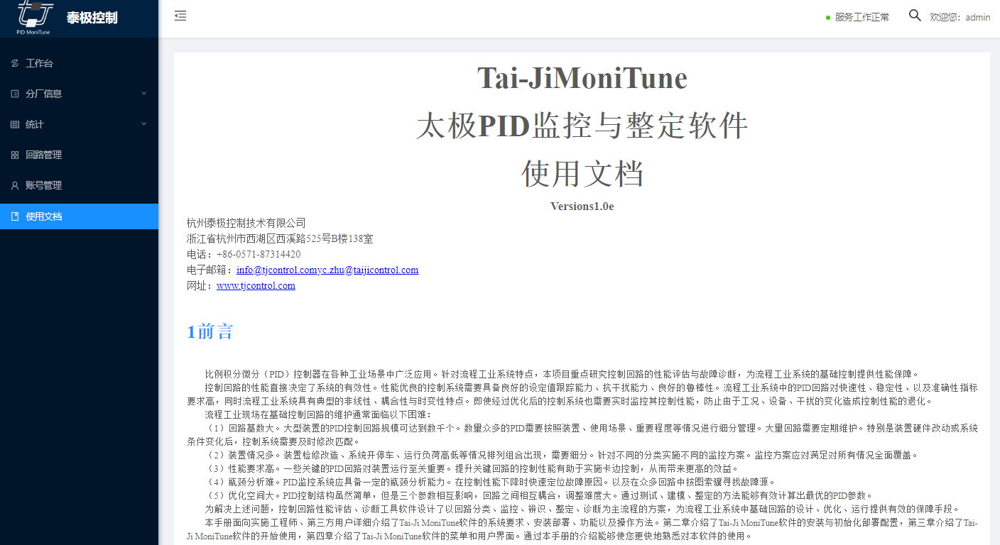 PID MoniTune
泰极控制
服务工作正常
欢迎您：admin
工作台
分厂信息
统计
回路管理
账号管理
使用文档
Tai-JiMoniTune
太极PID监控与整定软件
使用文档
Versions1.0e
杭州泰极控制技术有限公司
浙江省杭州市西湖区西溪路525号B楼138室
电话：+86-0571-87314420
电子邮箱：info@tjcontrol.comyc.zhu@taijicontrol.com
网址：www.tjcontrol.com
1前言
比例积分微分（PID）控制器在各种工业场景中广泛应用。针对流程工业系统特点，本项目重点研究控制回路的性能评估与故障诊断，为流程工业系统的基础控制提供性能保障。
控制回路的性能直接决定了系统的有效性。性能优良的控制系统需要具备良好的设定值跟踪能力、抗干扰能力、良好的鲁棒性。流程工业系统中的PID回路对快速性、稳定性、以及准确性指标
要求高，同时流程工业系统具有典型的非线性、耦合性与时变性特点。即使经过优化后的控制系统也需要实时监控其控制性能，防止由于工况、设备、干扰的变化造成控制性能的退化。
流程工业现场在基础控制回路的维护通常面临以下困难：
（1）回路基数大。大型装置的PID控制回路规模可达到数千个。数量众多的PID需要按照装置、使用场景、重要程度等情况进行细分管理。大量回路需要定期维护。特别是装置硬件改动或系统
条件变化后，控制系统需要及时修改匹配。
（2）装置情况多。装置检修改造、系统开停车、运行负荷高低等情况排列组合出现，需要细分。针对不同的分类实施不同的监控方案。监控方案应对满足对所有情况全面覆盖。
（3）性能要求高。一些关键的PID回路对装置运行至关重要。提升关键回路的控制性能有助于实施卡边控制，从而带来更高的效益。
（4）瓶颈分析难。PID监控系统应具备一定的瓶颈分析能力。在控制性能下降时快速定位故障原因。以及在众多回路中按图索骥寻找故障源。
（5）优化空间大。PID控制结构虽然简单，但是三个参数相互影响，回路之间相互耦合，调整难度大。通过测试、建模、整定的方法能够有效计算出最优的PID参数。
为解决上述问题，控制回路性能评估、诊断工具软件设计了以回路分类、监控、辨识、整定、诊断为主流程的方案，为流程工业系统中基础回路的设计、优化、运行提供有效的保障手段。
本手册面向实施工程师、第三方用户详细介绍了Tai-Ji MoniTune软件的系统要求、安装部署、功能以及操作方法。第二章介绍了Tai-Ji MoniTune软件的安装与初始化部署配置，第三章介绍了Tai-
Ji MoniTune软件的开始使用，第四章介绍了Tai-Ji MoniTune软件的菜单和用户界面。通过本手册的介绍能够使您更快地熟悉对本软件的使用。